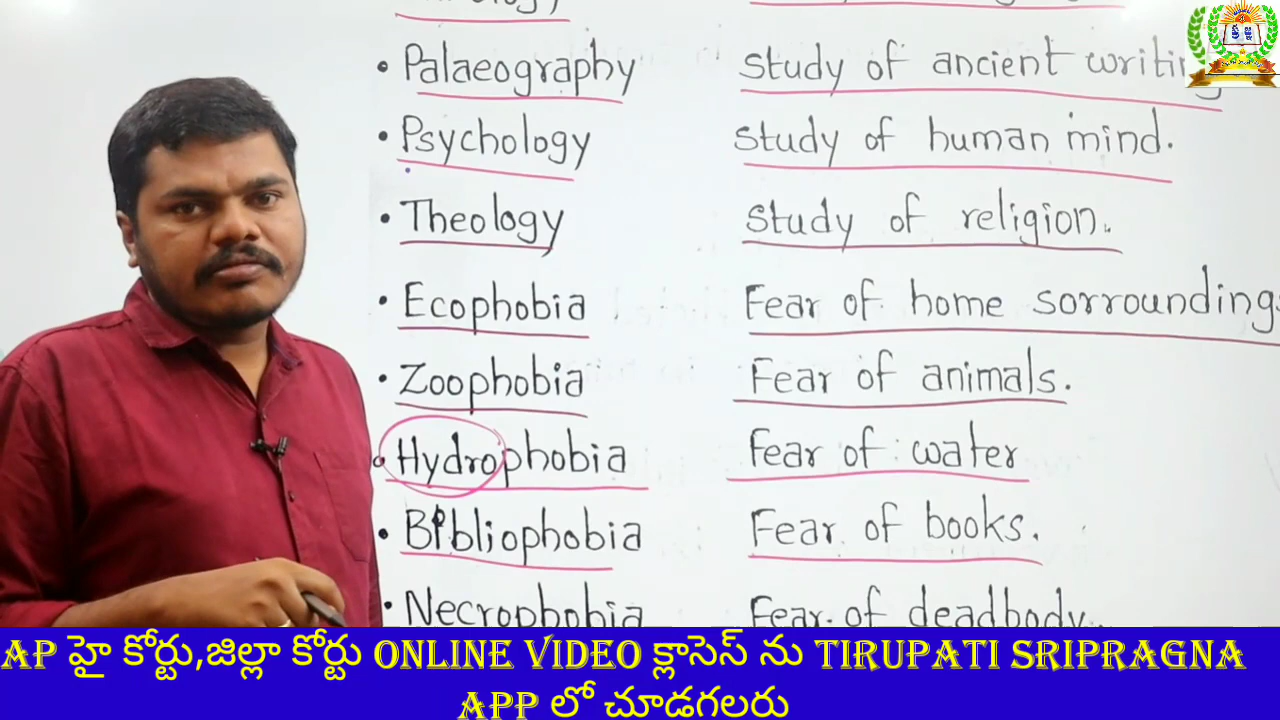 • Palaeography study of ancient writing
• Psychology study of human mind.
• Theology study of religion.
• Ecophobia Fear of home sorroundings
• Zoophobia Fear of animals.
• Hydrophobia Fear of water
• Bibliophobia Fear of books.
• Necrophobia Fear of deadbody.
AP హై కోర్టు,జిల్లా కోర్టు ONLINE VIDEO క్లాసెస్ ను TIRUPATI SRIPRAGNA
APP లో చూడగలరు